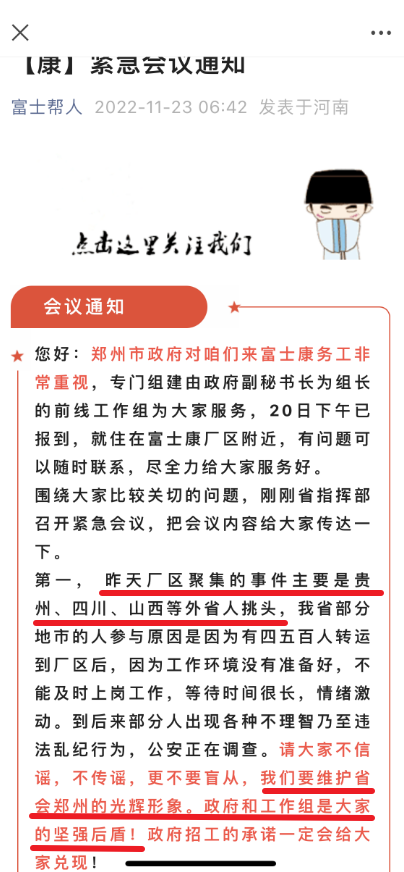 【康】紧急会议通知
富士帮人 2022-11-23 06:42 发表于河南
点击这里关注我们
会议通知
您好：郑州市政府对咱们来富士康务工非
常重视，专门组建由政府副秘书长为组长
的前线工作组为大家服务，20日下午已
报到，就住在富士康厂区附近，有问题可
以随时联系，尽全力给大家服务好。
围绕大家比较关切的问题，刚刚省指挥部
召开紧急会议，把会议内容给大家传达一
下。
第一，昨天厂区聚集的事件主要是贵
州、四川、山西等外省人挑头，我省部分
地市的人参与原因是因为有四五百人转运
到厂区后，因为工作环境没有准备好，不
能及时上岗工作，等待时间很长，情绪激
动。到后来部分人出现各种不理智乃至违
法乱纪行为，公安正在调查。请大家不信
谣，不传谣，更不要盲从，我们要维护省
会郑州的光辉形象。政府和工作组是大家
的坚强后盾！政府招工的承诺一定会给大
家兑现！